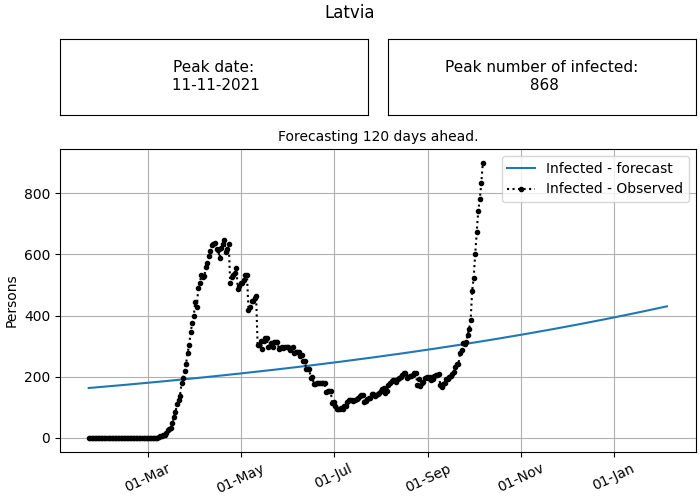 Latvia
Peak date:
11-11-2021
Peak number of infected:
868
Forecasting 120 days ahead.
Infected - forecast
Infected - Observed
Persons
800
600
400
200
0
01-Mar
01-May
01-Jul
01-Sep
01-Nov
01-Jan